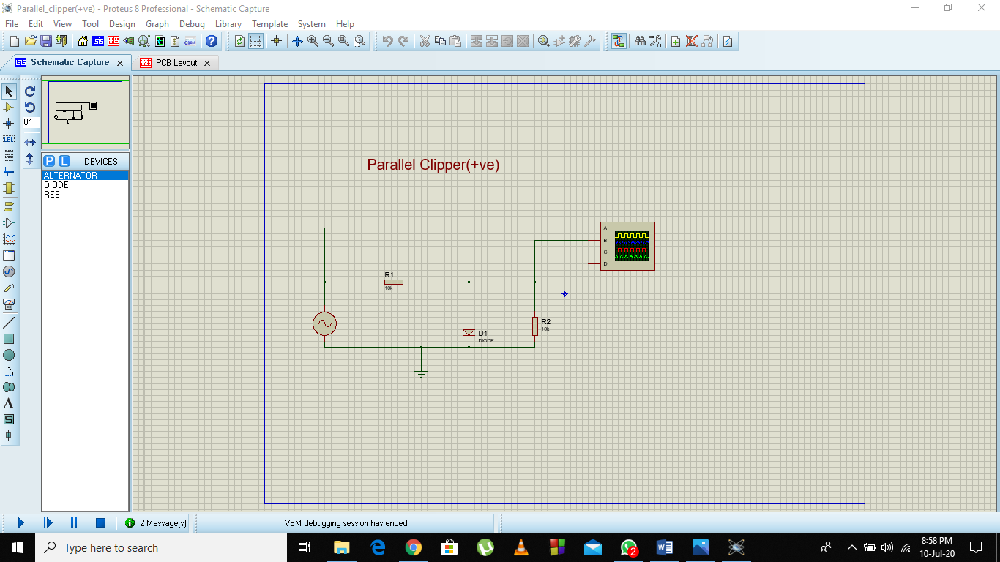 Parallel_clipper(+ve) - Proteus 8 Professional - Schematic Capture
File Edit View Tool Design Graph Debug Library Template System Help
Schematic Capture PCB Layout
LBL
0°
P L DEVICES
ALTERNATOR
DIODE
RES
A
S
Parallel Clipper(+ve)
A
B
C
D
R1
10k
R2
10k
D1
DIODE
2 Message(s) VSM debugging session has ended.
Type here to search
2
W
8:58 PM
10-Jul-20